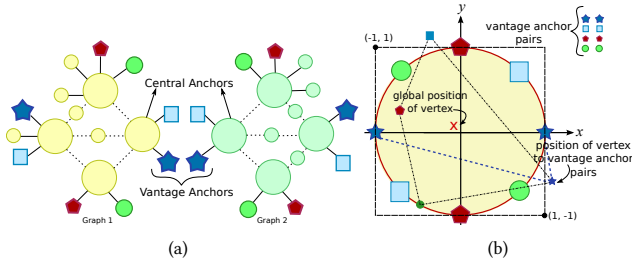 Central Anchors
Vantage Anchors
Graph 1
Graph 2
(a)
vantage anchor
pairs
y
(-1, 1)
global position
of vertex
x
x
position of vertex
to vantage anchor
pairs
(1, -1)
(b)